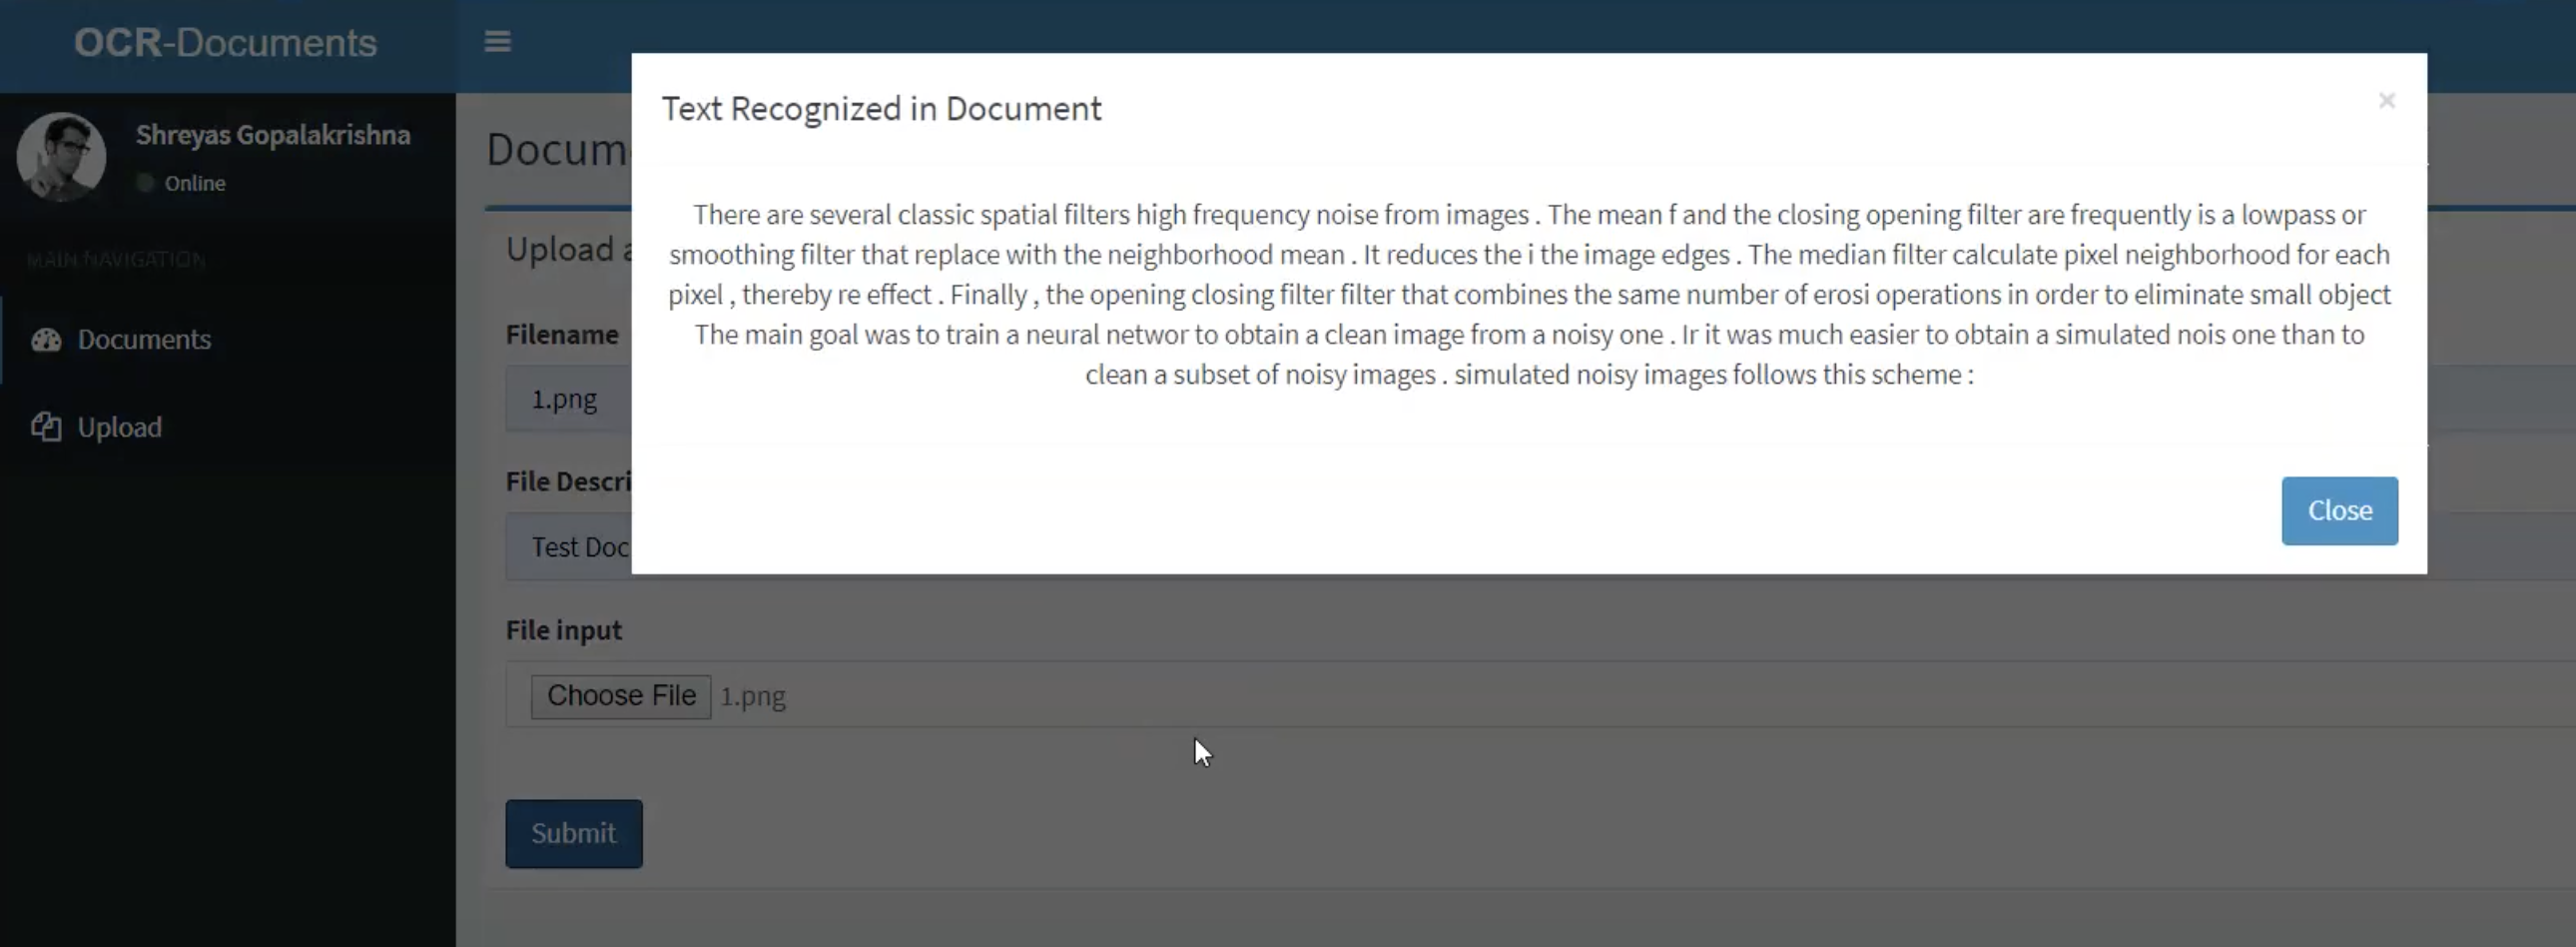 OCR-Documents
Shreyas Gopalakrishna
Online
MAIN NAVIGATION
Documents
Upload
Docum
Upload a
Filename
1.png
File Descri
Test Doc
File input
Choose File 1.png
Submit
Text Recognized in Document
×
There are several classic spatial filters high frequency noise from images . The mean f and the closing opening filter are frequently is a lowpass or
smoothing filter that replace with the neighborhood mean . It reduces the i the image edges . The median filter calculate pixel neighborhood for each
pixel , thereby re effect . Finally , the opening closing filter filter that combines the same number of erosi operations in order to eliminate small object
The main goal was to train a neural networ to obtain a clean image from a noisy one . Ir it was much easier to obtain a simulated nois one than to
clean a subset of noisy images . simulated noisy images follows this scheme :
Close